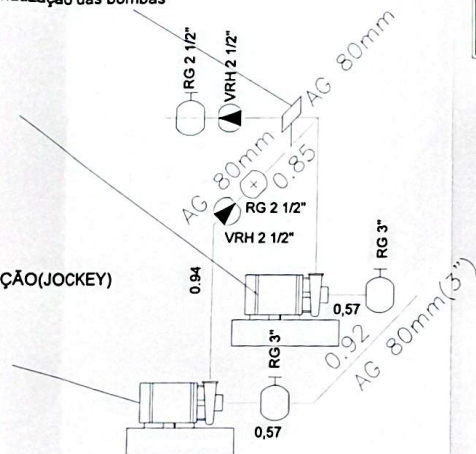 das bombas
RG 2 1/2"
VRH 2 1/2"
AG 80mm
AG 80mm
0.85
RG 2 1/2"
VRH 2 1/2"
0.94
ÇÃO(JOCKEY)
RG 3"
0,57
0.92
AG 80mm(3")
RG 3"
0,57